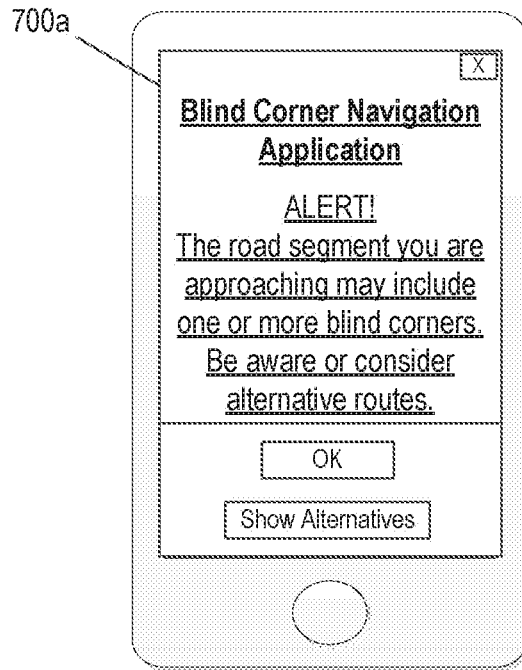 700a
X
Blind Corner Navigation
Application
ALERT!
The road segment you are
approaching may include
one or more blind corners.
Be aware or consider
alternative routes.
OK
Show Alternatives